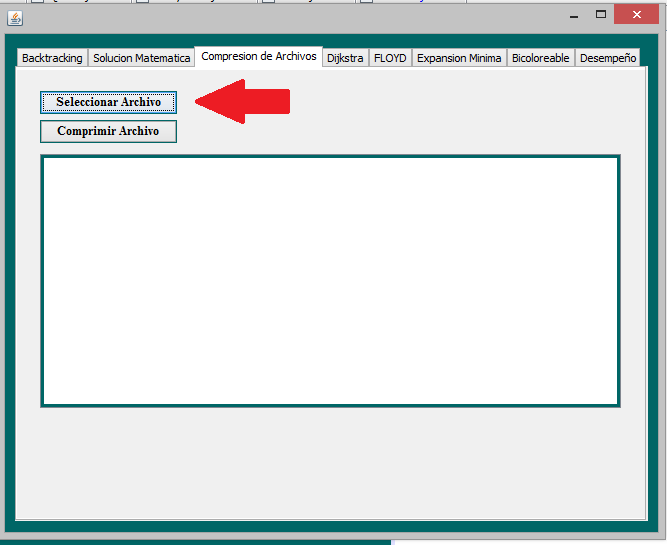 Backtracking Solucion Matematica Compresion de Archivos Dijkstra FLOYD Expansion Minima Bicoloreable Desempeño
Seleccionar Archivo
Comprimir Archivo